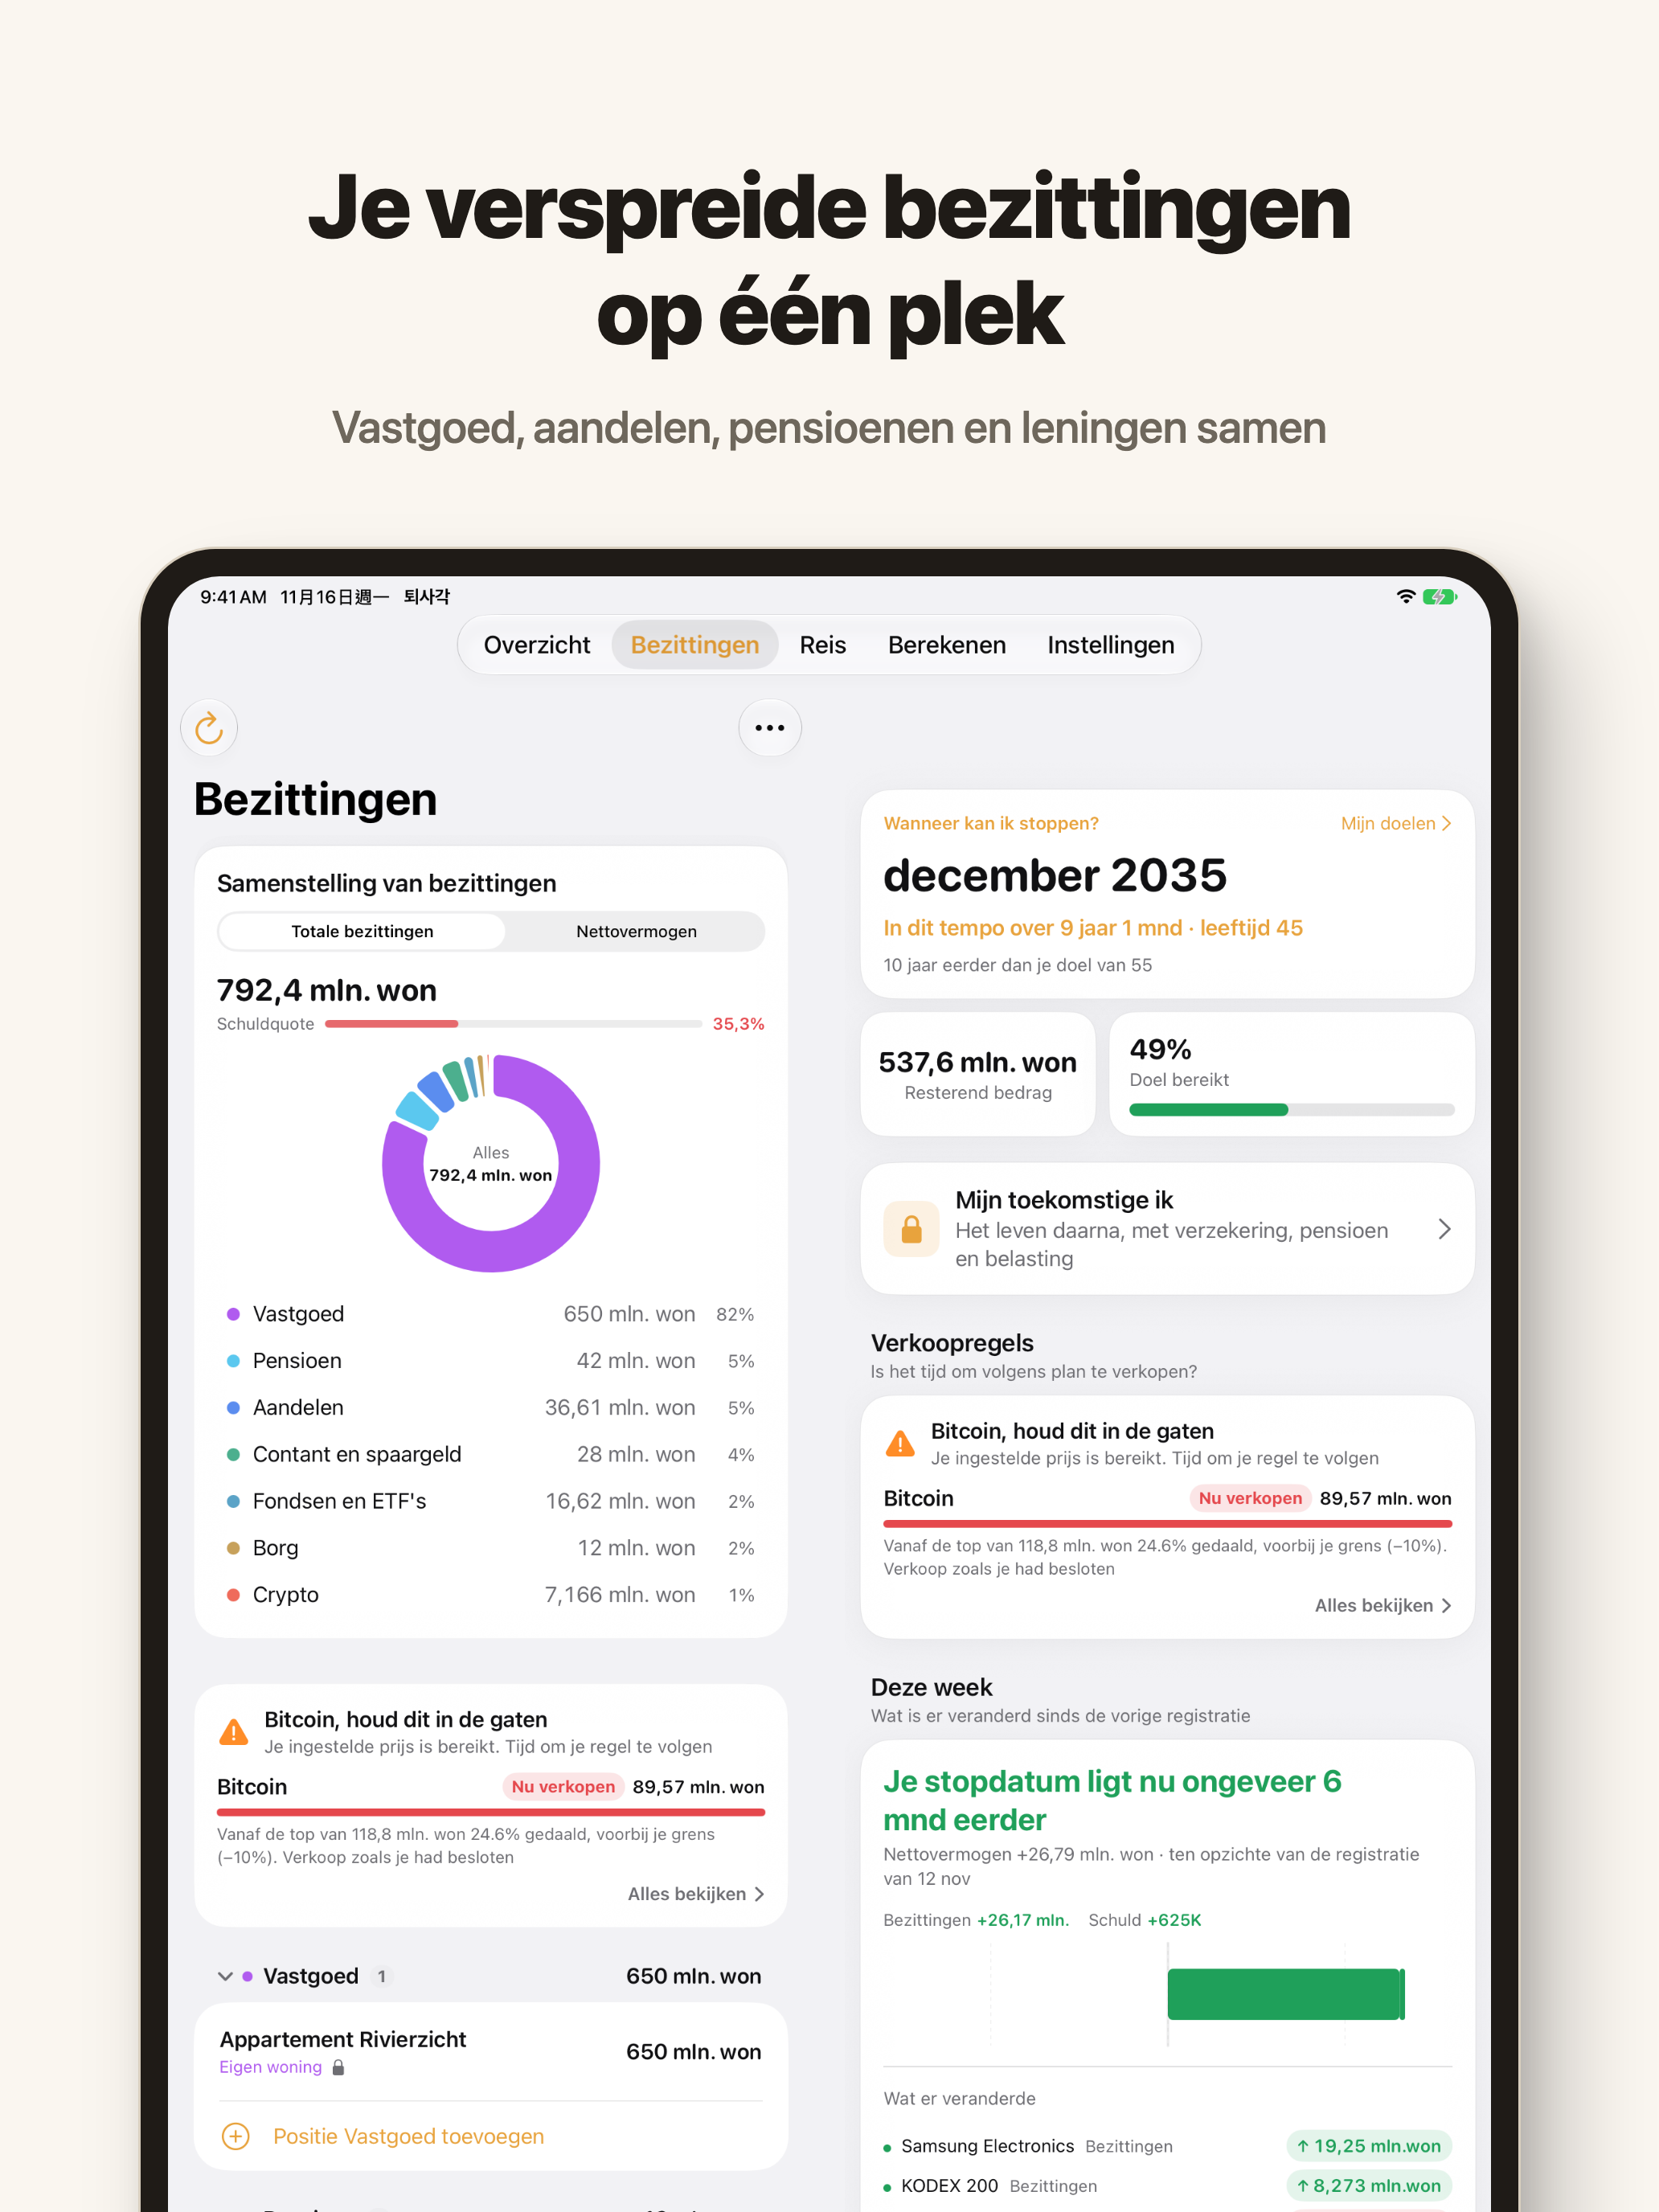 Je verspreide bezittingen
op één plek
Vastgoed, aandelen, pensioenen en leningen samen
9:41 AM 11月16日週一 퇴사각
Overzicht Bezittingen Reis Berekenen Instellingen
Bezittingen
Samenstelling van bezittingen
Totale bezittingen Nettovermogen
792,4 mln. won
Schuldquote 35,3%
Alles
792,4 mln. won
Vastgoed 650 mln. won 82%
Pensioen 42 mln. won 5%
Aandelen 36,61 mln. won 5%
Contant en spaargeld 28 mln. won 4%
Fondsen en ETF's 16,62 mln. won 2%
Borg 12 mln. won 2%
Crypto 7,166 mln. won 1%
Bitcoin, houd dit in de gaten
Je ingestelde prijs is bereikt. Tijd om je regel te volgen
Bitcoin Nu verkopen 89,57 mln. won
Vanaf de top van 118,8 mln. won 24.6% gedaald, voorbij je grens
(−10%). Verkoop zoals je had besloten
Alles bekijken
Vastgoed 1 650 mln. won
Appartement Rivierzicht 650 mln. won
Eigen woning
Positie Vastgoed toevoegen
Wanneer kan ik stoppen? Mijn doelen
december 2035
In dit tempo over 9 jaar 1 mnd · leeftijd 45
10 jaar eerder dan je doel van 55
537,6 mln. won
Resterend bedrag
49%
Doel bereikt
Mijn toekomstige ik
Het leven daarna, met verzekering, pensioen
en belasting
Verkoopregels
Is het tijd om volgens plan te verkopen?
Bitcoin, houd dit in de gaten
Je ingestelde prijs is bereikt. Tijd om je regel te volgen
Bitcoin Nu verkopen 89,57 mln. won
Vanaf de top van 118,8 mln. won 24.6% gedaald, voorbij je grens (−10%).
Verkoop zoals je had besloten
Alles bekijken
Deze week
Wat is er veranderd sinds de vorige registratie
Je stopdatum ligt nu ongeveer 6
mnd eerder
Nettovermogen +26,79 mln. won · ten opzichte van de registratie
van 12 nov
Bezittingen +26,17 mln. Schuld +625K
Wat er veranderde
Samsung Electronics Bezittingen ↑ 19,25 mln.won
KODEX 200 Bezittingen ↑ 8,273 mln.won